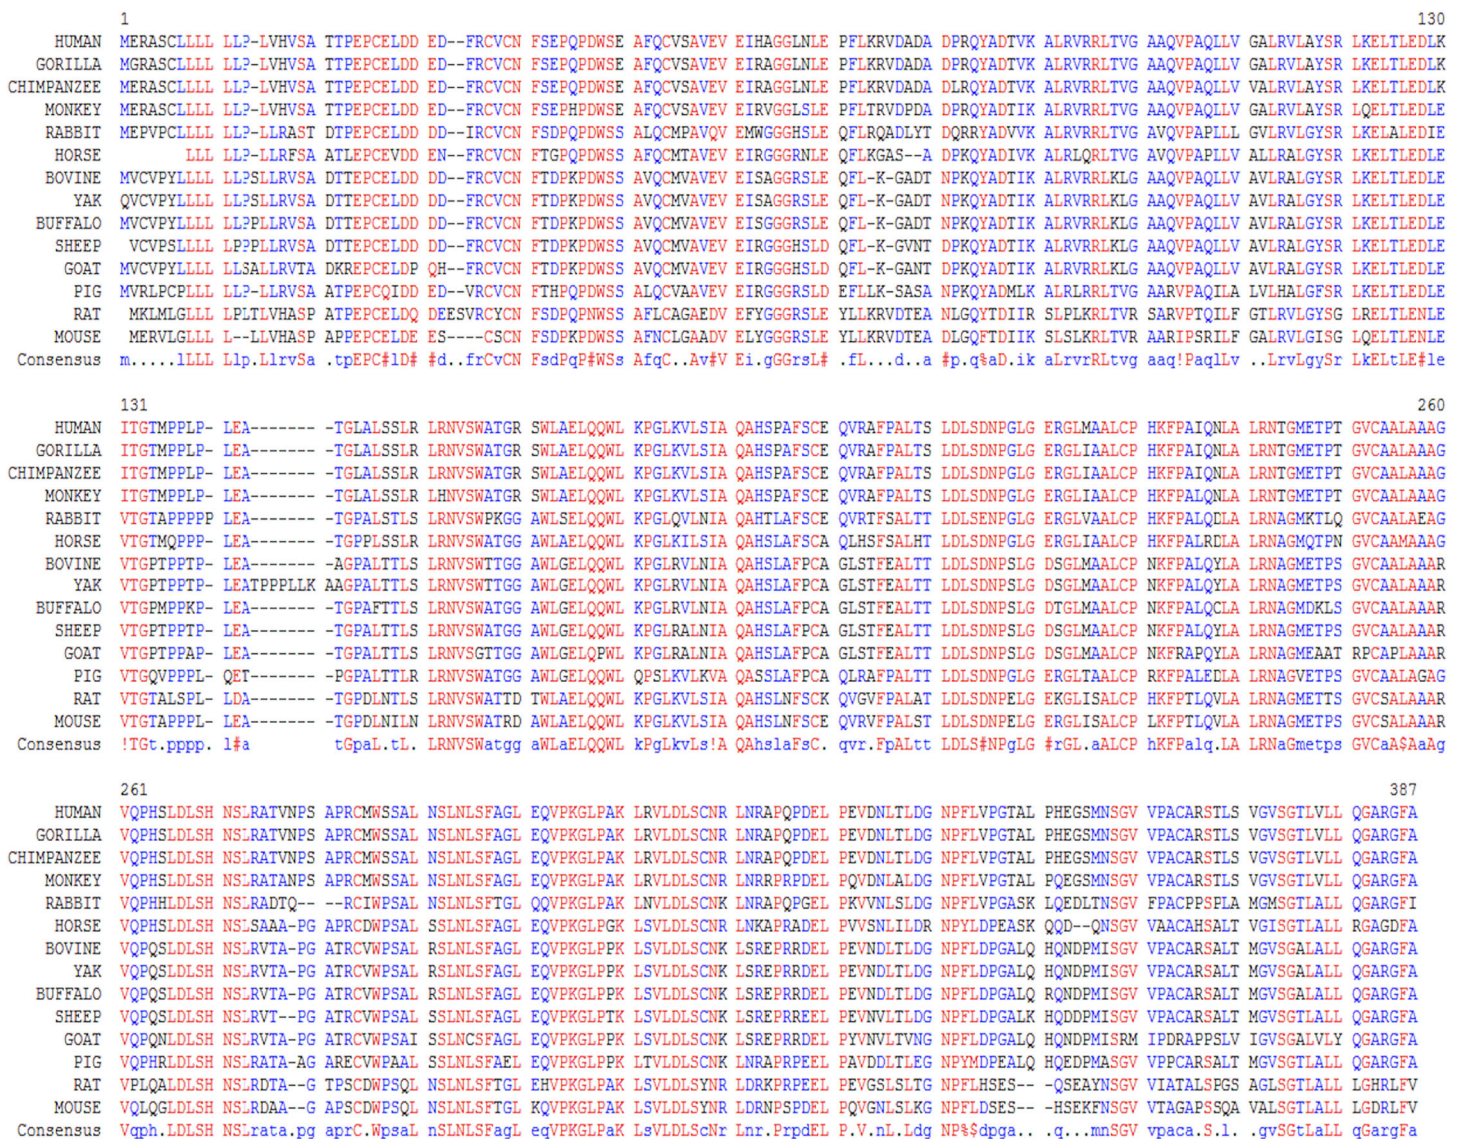 1 130
HUMAN MERASCLLLL LLP-LVHVSA TTPEPCELDD ED--FRCVCN FSEPQPDWSE AFQCVSAVEV EIHAGGLNLE PFLKRVDADA DPRQYADTVK ALRVRRLTVG AAQVPAQLLV GALRVLAYSR LKELTLEDLK
GORILLA MGRASCLLLL LLP-LVHVSA TTPEPCELDD ED--FRCVCN FSEPQPDWSE AFQCVSAVEV EIRAGGLNLE PFLKRVDADA DPRQYADTVK ALRVRRLTVG AAQVPAQLLV GALRVLAYSR LKELTLEDLK
CHIMPANZEE MERASCLLLL LLP-LVHVSA TTPEPCELDD ED--FRCVCN FSEPQPDWSE AFQCVSAVEV EIRAGGLNLE PFLKRVDADA DLRQYADTVK ALRVRRLTVG AAQVPAQLLV VALRVLAYSR LKELTLEDLK
MONKEY MERASCLLLL LLP-LVHVSA TTPEPCELDD ED--FRCVCN FSEPHPDWSE AFQCVSAVEV EIRVGGLSLE PFLTRVDPDA DPRQYADTIK ALRVRRLTVG AAQVPAQLLV GALRVLAYSR LQELTLEDLK
RABBIT MEPVPCLLLL LLP-LLRAST DTPEPCELDD DD--IRCVCN FSDPQPDWSS ALQCMPAVQV EMWGGGHSLE QFLRQADLYT DQRRYADVVK ALRVRRLTVG AVQVPAPLLL GVLRVLGYSR LKELALEDIE
HORSE LLL LLLP-LLRFSA ATLEPCEVDD EN--FRCVCN FTGPQPDWSS AFQCMTAVEV EIRGGGRNLE QFLKGAS--A DPKQYADIVK ALRLQRLTVG AVQVPAPLLV ALLRALGYSR LKELTLEDLE
BOVINE MVCVPYLLLL LLPSLLRVSA DTTEPCELDD DD--FRCVCN FTDPKPDWSS AVQCMVAVEV EISAGGRSLE QFL-K-GADT NPKQYADTIK ALRVRRLKLG AAQVPAQLLV AVLRALGYSR LKELTLEDLE
YAK QVCVPYLLLL LLPSLLRVSA DTTEPCELDD DD--FRCVCN FTDPKPDWSS AVQCMVAVEV EISAGGRSLE QFL-K-GADT NPKQYADTIK ALRVRRLKLG AAQVPAQLLV AVLRALGYSR LKELTLEDLE
BUFFALO MVCVPYLLLL LLPPLLRVSA DTTEPCELDD DD--FRCVCN FTDPKPDWSS AVQCMVAVEV EISGGGRSLE QFL-K-GADT NPKQYADTIK ALRVRRLKLG AAQVPAQLLV AVLRALGYSR LKELTLEDLE
SHEEP VCVPSLLLL LPPPLLRVSA DTTEPCELDD DD--FRCVCN FTDPKPDWSS AVQCMVAVEV EIRGGGHSLD QFL-K-GVNT DPKQYADTIK ALRVRRLKLG AAQVPAQLLV AVLRALGYSR LKELTLEDLE
GOAT MVCVPYLLLL LLSALLRVTA DKREPCELDP QH--FRCVCN FTDPKPDWSS AVQCMVAVEV EIRGGGHSLD QFL-K-GANT DPKQYADTIK ALRVRRLKLG AAQVPAQLLV AVLRALGYSR LKELTLEDLE
PIG MVRLPCPLLL LLP-LLRVSA ATPEPCQIDD ED--VRCVCN FTHPQPDWSS ALQCVAAVEV EIRGGGRSLD EFLLK-SASA NPKQYADMLK ALRLRRLTVG AARVPAQILA LVLHALGFSR LKELTLEDLE
RAT MKLMLGLLL LPLTLVHASP ATPEPCELDQ DEESVRCYCN FSDPQPNWSS AFLCAGAEDV EFYGGGRSLE YLLKRVDTEA NLGQYTDIIR SLPLKRLTVR SARVPTQILF GTLRVLGYSG LRELTLENLE
MOUSE MERVLGLLL L--LLVHASP APPEPCELDE ES----CSCN FSDPKPDWSS AFNCLGAADV ELYGGGRSLE YLLKRVDTEA DLGQFTDIIK SLSLKRLTVR AARIPSRILF GALRVLGISG LQELTLENLE
Consensus m.....lLLL LLp.LlrvSa .tpEPC#lD# #d..frCvCN FsdPqP#WSs AfqC..Av#V Ei.gGGrsL# .fL...d..a #p.q%aD.ik aLrvrRLtvg aaq!PaqlLv ..LrvLgySr LkELtLE#le
131 260
HUMAN ITGTMPPLP- LEA------- -TGLALSSLR LRNVSWATGR SWLAELQQWL KPGLKVLSIA QAHSPAFSCE QVRAFPALTS LDLSDNPGLG ERGLMAALCP HKFPAIQNLA LRNTGMETPT GVCAALAAAG
GORILLA ITGTMPPLP- LEA------- -TGLALSSLR LRNVSWATGR SWLAELQQWL KPGLKVLSIA QAHSPAFSCE QVRAFPALTS LDLSDNPGLG ERGLIAALCP HKFPAIQNLA LRNTGMETPT GVCAALAAAG
CHIMPANZEE ITGTMPPLP- LEA------- -TGLALSSLR LRNVSWATGR SWLAELQQWL KPGLKVLSIA QAHSPAFSCE QVRAFPALTS LDLSDNPGLG ERGLIAALCP HKFPAIQNLA LRNTGMETPT GVCAALAAAG
MONKEY ITGTMPPLP- LEA------- -TGLALSSLR LHNVSWATGR SWLAELQQWL KPGLKVLSIA QAHSPAFSCE QVRAFPALTS LDLSDNPGLG ERGLIAALCP HKFPALQNLA LRNTGMETPT GVCAALAAAG
RABBIT VTGTAPPPPP LEA------- -TGPALSTLS LRNVSWPKGG AWLSELQQWL KPGLQVLNIA QAHTLAFSCE QVRTFSALTT LDLSENPGLG ERGLVAALCP HKFPALQDLA LRNAGMKTLQ GVCAALAEAG
HORSE VTGTMQPPP- LEA------- -TGPPLSSLR LRNVSWATGG AWLAELQQWL KPGLKILSIA QAHSLAFSCA QLHSFSALHT LDLSDNPGLG ERGLIAALCP HKFPALRDLA LRNAGMQTPN GVCAAMAAAG
BOVINE VTGPTPPTP- LEA------- -AGPALTTLS LRNVSWTTGG AWLGELQQWL KPGLRVLNIA QAHSLAFPCA GLSTFEALTT LDLSDNPSLG DSGLMAALCP NKFPALQYLA LRNAGMETPS GVCAALAAAR
YAK VTGPTPPTP- LEATPPPLLK AAGPALTTLS LRNVSWTTGG AWLGELQQWL KPGLRVLNIA QAHSLAFPCA GLSTFEALTT LDLSDNPSLG DSGLMAALCP NKFPALQYLA LRNAGMETPS GVCAALAAAR
BUFFALO VTGPMPPKP- LEA------- -TGPAFTTLS LRNVSWATGG AWLGELQQWL KPGLRVLNIA QAHSLAFPCA GLSTFEALTT LDLSDNPSLG DTGLMAALCP NKFPALQCLA LRNAGMDKLS GVCAALAAAR
SHEEP VTGPTPPTP- LEA------- -TGPALTTLS LRNVSWATGG AWLGELQQWL KPGLRALNIA QAHSLAFPCA GLSTFEALTT LDLSDNPSLG DSGLMAALCP NKFPALQYLA LRNAGMETPS GVCAALAAAR
GOAT VTGPTPPAP- LEA------- -TGPALTTLS LRNVSGTTGG AWLGELQPWL KPGLRALNIA QAHSLAFPCA GLSTFEALTT LDLSDNPSLG DSGLMAALCP NKFRAPQYLA LRNAGMEAAT RPCAPLAAAR
PIG VTGQVPPPL- QET------- -PGPALTTLR LRNVSWATGG AWLGELQQWL QPSLKVLKVA QASSLAFPCA QLRAFPALTT LDLSDNPGLG EKGLMAALCP RKFPALEDLA LRNAGVETPS GVCAALAGAG
RAT VTGTALSPL- LDA------- -TGPDLNTLS LRNVSWATTD TWLAELQQWL KPGLKVLSIA QAHSLNFSCK QVGVFPALAT LDLSDNPELG EKGLISALCP HKFPTLQVLA LRNAGMETTS GVCSALAAAR
MOUSE VTGTAPPPL- LEA------- -TGPDLNILN LRNVSWATRD AWLAELQQWL KPGLKVLSIA QAHSLNFSCE QVRVFPALST LDLSDNPELG ERGLISALCP LKFPTLQVLA LRNAGMETPS GVCSALAAAR
Consensus !TGt.pppp. l#a tGpaL.tL. LRNVSWatgg aWLaELQQWL kPgLkvLs!A QAhslaFsC. qvr.FpALtt LDLS#NPgLG #rGL.aALCP hKFPalq.LA LRNaGmetps GVCaA$AaAg
261 387
HUMAN VQPHSLDLSH NSLRATVNPS APRCMWSSAL NSLNLSFAGL EQVPKGLPAK LRVLDLSCNR LNRAPQPDEL PEVDNLTLDG NPFLVPGTAL PHEGSMNSGV VPACARSTLS VGVSGTLVLL QGARGFA
GORILLA VQPHSLDLSH NSLRATVNPS APRCMWSSAL NSLNLSFAGL EQVPKGLPAK LRVLDLSCNR LNRAPQPDEL PEVDNLTLDG NPFLVPGTAL PHEGSMNSGV VPACARSTLS VGVSGTLVLL QGARGFA
CHIMPANZEE VQPHSLDLSH NSLRATVNPS APRCMWSSAL NSLNLSFAGL EQVPKGLPAK LRVLDLSCNR LNRAPQPDEL PEVDNLTLDG NPFLVPGTAL PHEGSMNSGV VPACARSTLS VGVSGTLVLL QGARGFA
MONKEY VQPHSLDLSH NSLRATANPS APRCMWSSAL NSLNLSFAGL EQVPKGLPAK LRVLDLSCNR LNRRPRPDEL PQVDNLALDG NPFLVPGTAL PQEGSMNSGV VPACARSTLS VGVSGTLVLL QGARGFA
RABBIT VQPHHLDLSH NSLRADTQ-- -RCIWPSAL NSLNLSFTGL QQVPKGLPAK LNVLDLSCNR LNRAPQPGEL PKVVNLSLDG NPFLVPGASK LQEDLTNSGV FPACPPSPLA MGMSGTLALL QGARGFI
HORSE VQPHSLDLSH NSLSAAA-PG APRCDWPSAL RSLNLSFAGL EQVPKGLPGK LSVLDLSCNR LNKAPRADEL PVVSNLILDR NPYLDPEASK QQD--QNSGV VAACAHSALT VGISGTLALL RGAGDFA
BOVINE VQPQSLDLSH NSLRVTA-PG ATRCVWPSAL RSLNLSFAGL EQVPKGLPPK LSVLDLSCNK LSREPRRDEL PEVNDLTLDG NPFLDPGALQ HQNDPMISGV VPACARSALT MGVSGALALL QGARGFA
YAK VQPQSLDLSH NSLRVTA-PG ATRCVWPSAL RSLNLSFAGL EQVPKGLPPK LSVLDLSCNK LSREPRRDEL PEVNDLTLDG NPFLDPGALQ HQNDPMISGV VPACARSALT MGVSGALALL QGARGFA
BUFFALO VQPQSLDLSH NSLRVTA-PG ATRCVWPSAL RSLNLSFAGL EQVPKGLPPK LSVLDLSCNK LSREPRRDEL PEVNDLTLDG NPFLDPGALQ RQNDPMISGV VPACARSALT MGVSGALALL QGARGFA
SHEEP VQPQSLDLSH NSLRVT--PG ATRCVWPSAL SSLNLSFAGL EQVPKGLPTK LSVLDLSCNK LSREPRREEL PEVNVLTLDG NPFLDPGALK HQDDPMISGV VPACARSALT MGVSGALALL QGARGFA
GOAT VQPQNLDLSH NSLRVTA-PG ATRCVWPSAI SSLNCSFAGL EQVPKGLPPK LSVLDLSCNK LSREPRRDEL PYVNVLTVNG NPFLDPGALQ HQNDPMISRM IPDRAPPSLV IGVSGALVLY QGARGFA
PIG VQPHRLDLSH NSLRATA-AG ARECVWPAAL SSLNLSFAEL EQVPKGLPPK LTVLDLSCNR LNRAPRPEEL PAVDDLTLEG NPYMDPEALQ HQEDPMASGV VPPCARSALT MGVSGTLALL QGARGFA
RAT VPLQALDLSH NSLRDTA--G TPSCDWPSQL NSLNLSFTGL EHVPKGLPAK LSVLDLSYNR LDRKPRPEEL PEVGSLSLTG NPFLHSES-- -QSEAYNSGV VIATALSPGS AGLSGTLALL LGHRLFV
MOUSE VQLQGLDLSH NSLRDAA--G APSCDWPSQL NSLNLSFTGL KQVPKGLPAK LSVLDLSYNR LDRNPSPDEL PQVGNLSLKG NPFLDSES-- -HSEKFNSGV VTAGAPSSQA VALSGTLALL LGDRLFV
Consensus Vqph.LDLSH NSLrata.pg aprC.WpsaL nSLNLSFagL eqVPKGLPaK LsVLDLScNr Lnr.PrpdEL P.V.nL.Ldg NP%$dpga.. .q...mnSGV vpaca.S.l. .gvSGtLaLL qGargFa